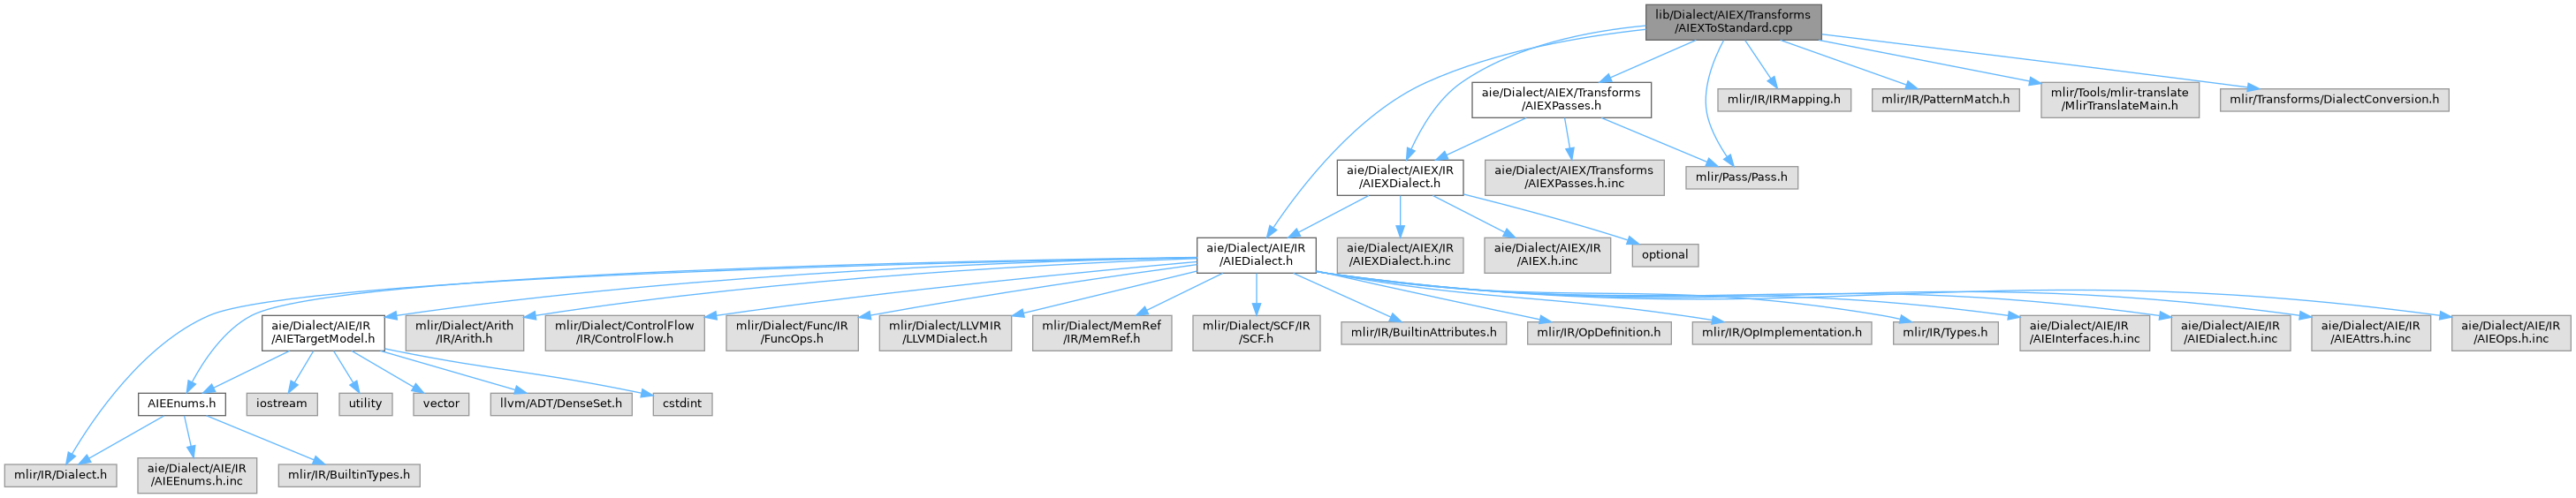 lib/Dialect/AIEX/Transforms
/AIEXToStandard.cpp
aie/Dialect/AIEX/Transforms
/AIEXPasses.h
mlir/IR/IRMapping.h
mlir/IR/PatternMatch.h
mlir/Tools/mlir-translate
/MlirTranslateMain.h
mlir/Transforms/DialectConversion.h
aie/Dialect/AIEX/IR
/AIEXDialect.h
aie/Dialect/AIEX/Transforms
/AIEXPasses.h.inc
mlir/Pass/Pass.h
aie/Dialect/AIE/IR
/AIEDialect.h
aie/Dialect/AIEX/IR
/AIEXDialect.h.inc
aie/Dialect/AIEX/IR
/AIEX.h.inc
optional
aie/Dialect/AIE/IR
/AIETargetModel.h
mlir/Dialect/Arith
/IR/Arith.h
mlir/Dialect/ControlFlow
/IR/ControlFlow.h
mlir/Dialect/Func/IR
/FuncOps.h
mlir/Dialect/LLVMIR
/LLVMDialect.h
mlir/Dialect/MemRef
/IR/MemRef.h
mlir/Dialect/SCF/IR
/SCF.h
mlir/IR/BuiltinAttributes.h
mlir/IR/OpDefinition.h
mlir/IR/OpImplementation.h
mlir/IR/Types.h
aie/Dialect/AIE/IR
/AIEInterfaces.h.inc
aie/Dialect/AIE/IR
/AIEDialect.h.inc
aie/Dialect/AIE/IR
/AIEAttrs.h.inc
aie/Dialect/AIE/IR
/AIEOps.h.inc
AIEEnums.h
iostream
utility
vector
llvm/ADT/DenseSet.h
cstdint
mlir/IR/Dialect.h
aie/Dialect/AIE/IR
/AIEEnums.h.inc
mlir/IR/BuiltinTypes.h